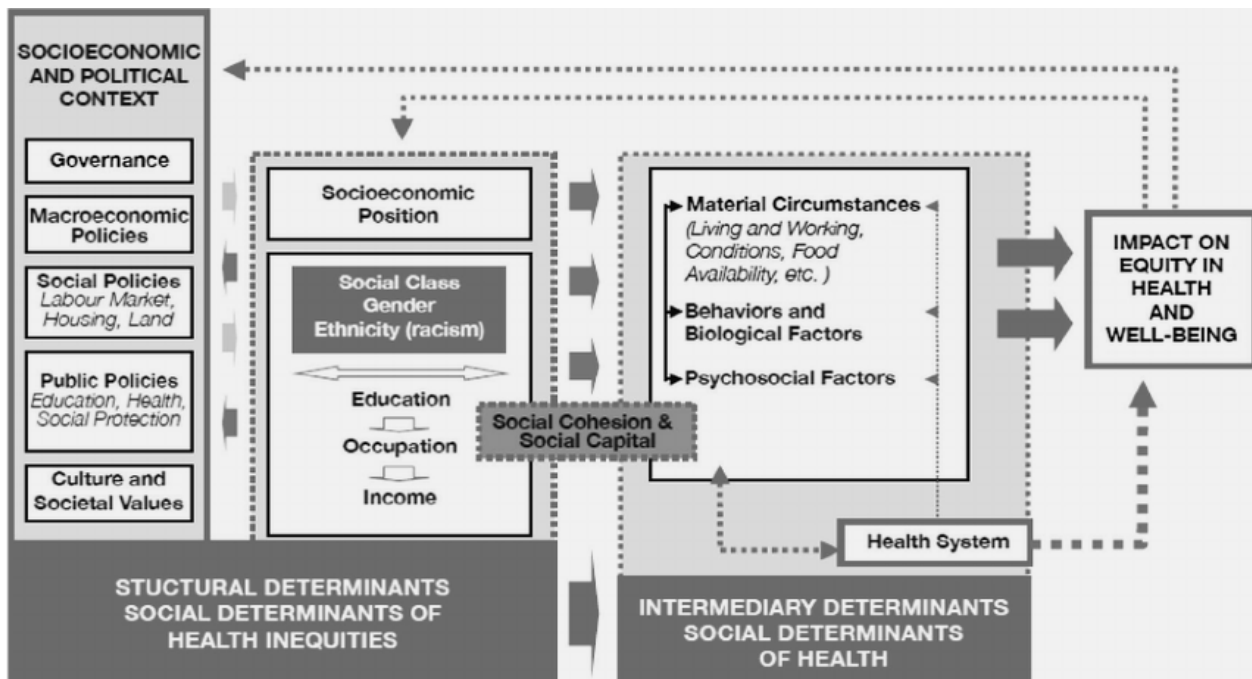 SOCIOECONOMIC
AND POLITICAL
CONTEXT
Governance
Macroeconomic
Policies
Social Policies
Labour Market,
Housing, Land
Public Policies
Education, Health,
Social Protection
Culture and
Societal Values
Socioeconomic
Position
Social Class
Gender
Ethnicity (racism)
Education
Occupation
Income
Social Cohesion &
Social Capital
Material Circumstances
(Living and Working,
Conditions, Food
Availability, etc. )
Behaviors and
Biological Factors
Psychosocial Factors
Health System
IMPACT ON
EQUITY IN
HEALTH
AND
WELL-BEING
STUCTURAL DETERMINANTS
SOCIAL DETERMINANTS OF
HEALTH INEQUITIES
INTERMEDIARY DETERMINANTS
SOCIAL DETERMINANTS
OF HEALTH